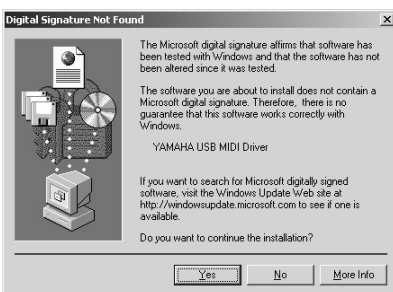 Digital Signature Not Found
The Microsoft digital signature affirms that software has
been tested with Windows and that the software has not
been altered since it was tested.
The software you are about to install does not contain a
Microsoft digital signature. Therefore, there is no
guarantee that this software works correctly with
Windows.
YAMAHA USB MIDI Driver
If you want to search for Microsoft digitally signed
software, visit the Windows Update Web site at
http://windowsupdate.microsoft.com to see if one is
available.
Do you want to continue the installation?
Yes No More Info